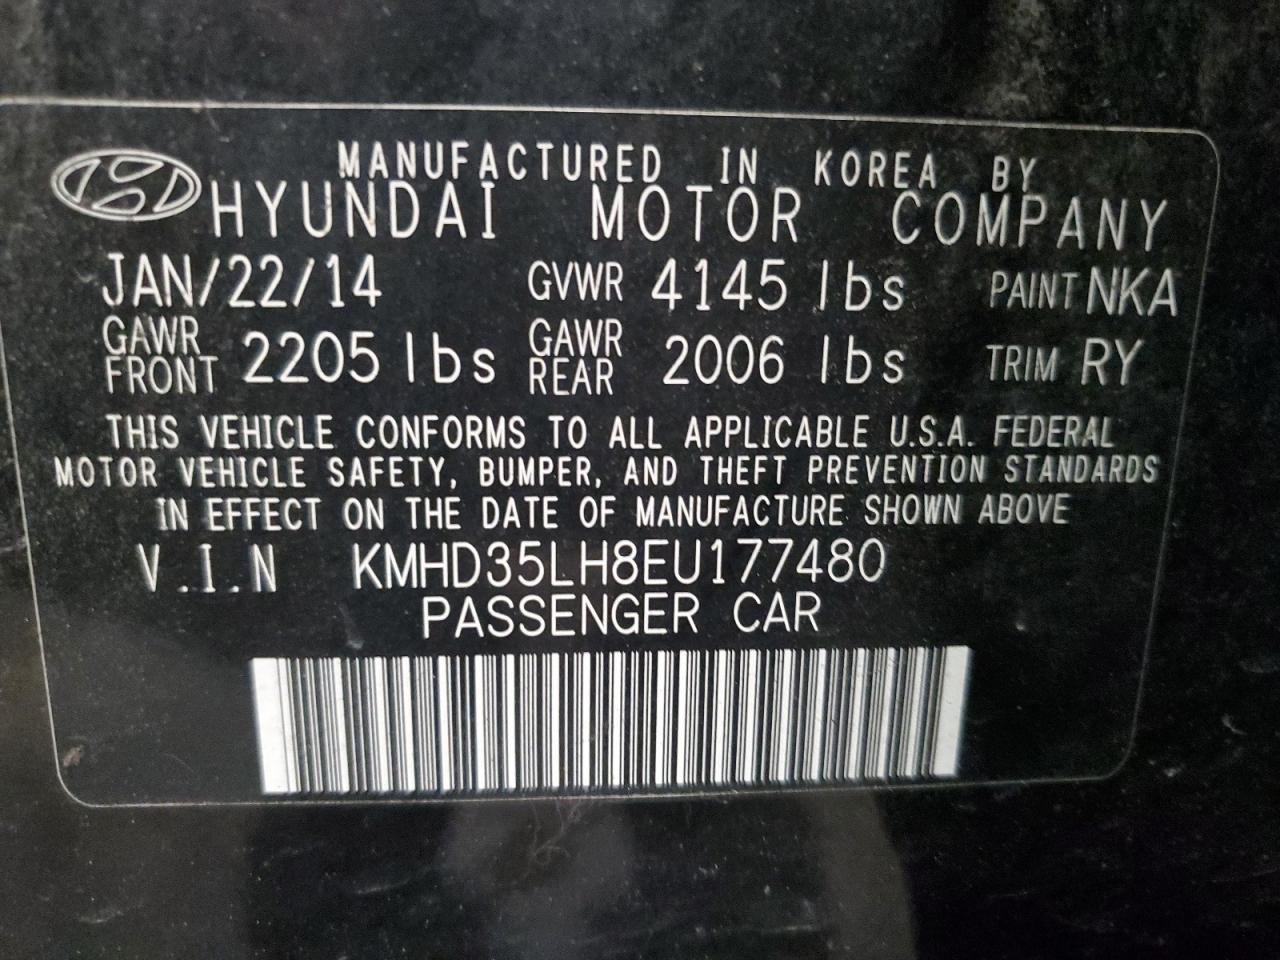 MANUFACTURED IN KOREA BY
HYUNDAI MOTOR COMPANY
JAN/22/14 GVWR 4145 lbs PAINT NKA
GAWR FRONT 2205 lbs GAWR REAR 2006 lbs TRIM RY
THIS VEHICLE CONFORMS TO ALL APPLICABLE U.S.A. FEDERAL
MOTOR VEHICLE SAFETY, BUMPER, AND THEFT PREVENTION STANDARDS
IN EFFECT ON THE DATE OF MANUFACTURE SHOWN ABOVE
V.I.N KMHD35LH8EU177480
PASSENGER CAR